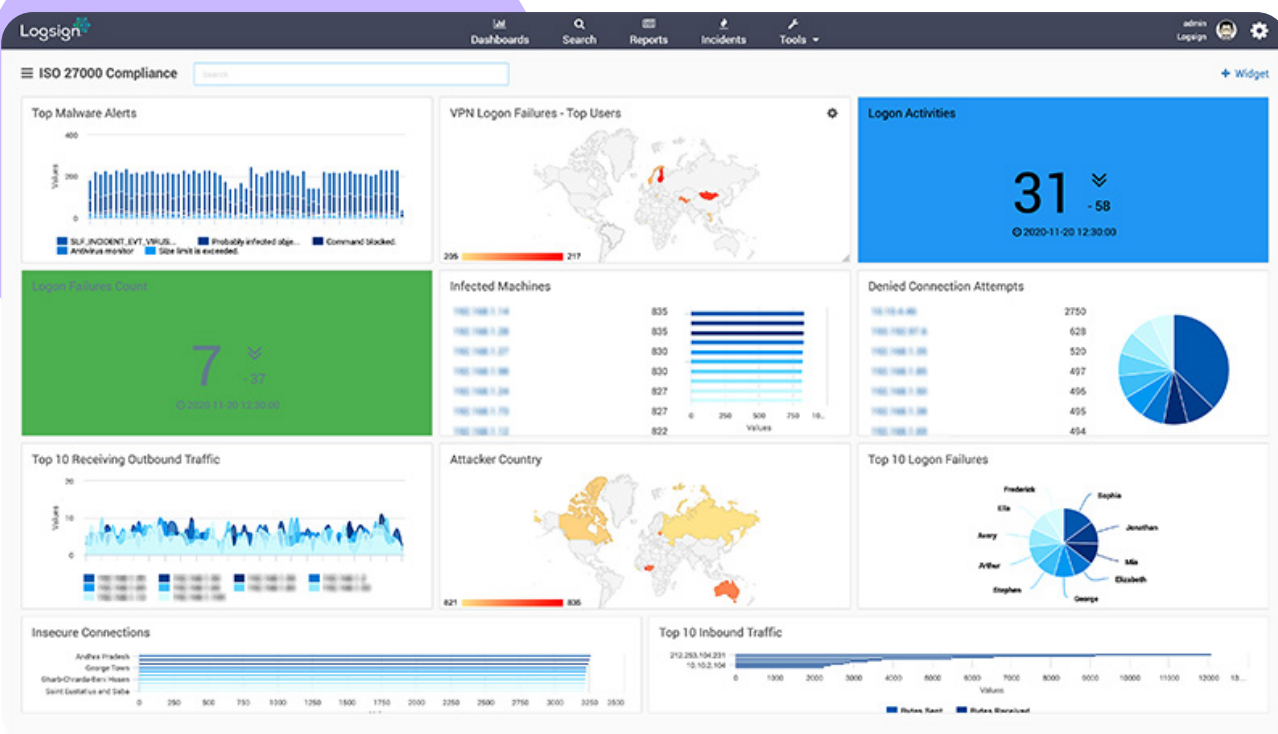 Logsign
Dashboards
Search
Reports
Incidents
Tools
admin
Logsign
ISO 27000 Compliance
Search
+ Widget
Top Malware Alerts
400
200
0
Values
SLF_INCIDENT_EVT_VIRUS...
Probably infected obje...
Command blocked.
Antivirus monitor
Size limit is exceeded.
VPN Logon Failures - Top Users
205
217
Logon Activities
31
- 58
2020-11-20 12:30:00
Logon Failures Count
7
- 37
2020-11-20 12:30:00
Infected Machines
835
835
830
830
827
827
822
0 250 500 750 10..
Values
Denied Connection Attempts
2750
628
520
497
495
495
494
Top 10 Receiving Outbound Traffic
20
10
0
Values
Attacker Country
821
835
Top 10 Logon Failures
Frederick
Sophia
Ella
Jonathan
Avery
Mia
Arthur
Elizabeth
Stephen
George
Insecure Connections
Andhra Pradesh
George Town
Gharb-Chrarda-Beni Hssen
Saint Eustatius and Saba
0 250 500 750 1000 1250 1500 1750 2000 2250 2500 2750 3000 3250 3500
Top 10 Inbound Traffic
212.253.104.231
10.10.2.104
0 1000 2000 3000 4000 5000 6000 7000 8000 9000 10000 11000 12000 13...
Values
Bytes Sent
Bytes Received